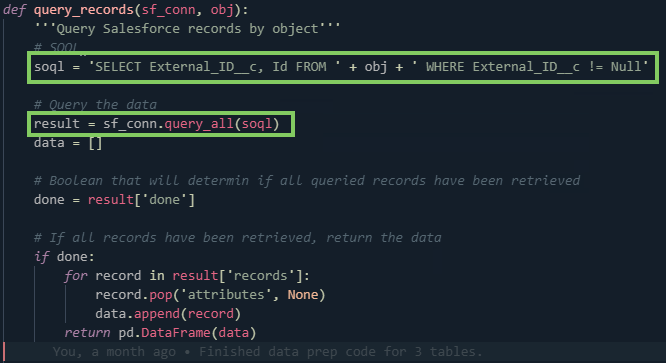 def query_records(sf_conn, obj):
'''Query Salesforce records by object'''
# SOQL
soql = 'SELECT External_ID__c, Id FROM ' + obj + ' WHERE External_ID__c != Null'
# Query the data
result = sf_conn.query_all(soql)
data = []
# Boolean that will determin if all queried records have been retrieved
done = result['done']
# If all records have been retrieved, return the data
if done:
for record in result['records']:
record.pop('attributes', None)
data.append(record)
return pd.DataFrame(data)
You, a month ago • Finished data prep code for 3 tables.